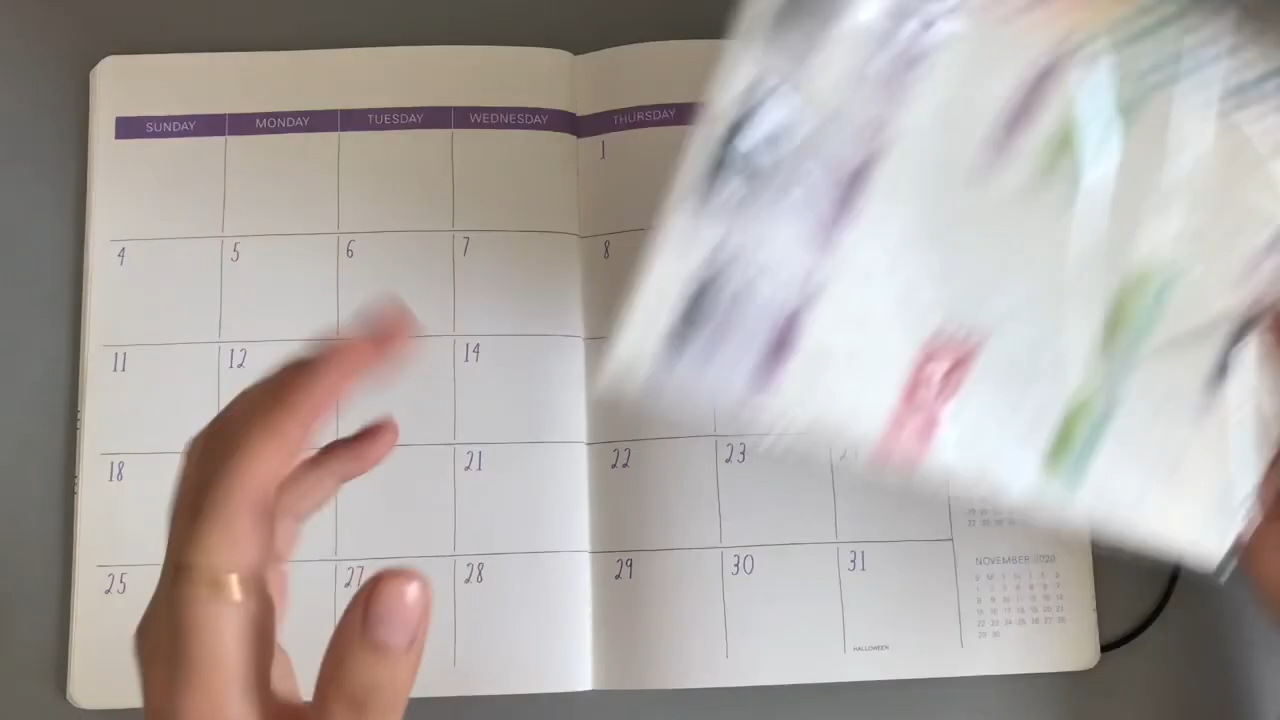 SUNDAY MONDAY TUESDAY WEDNESDAY THURSDAY
1
4 5 6 7 8
11 12 14
18 21 22 23
25 27 28 29 30 31
HALLOWEEN
NOVEMBER 2020